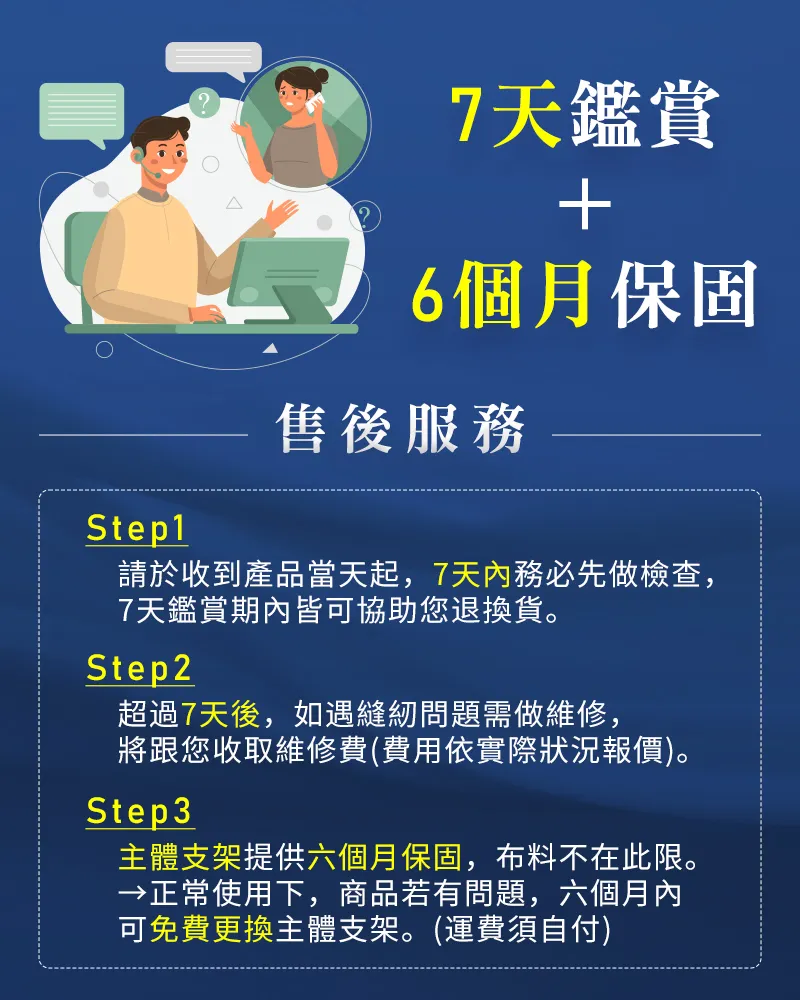 7天鑑賞
+
6個月保固
售後服務
Step1
請於收到產品當天起，7天內務必先做檢查，
7天鑑賞期內皆可協助您退換貨。
Step2
超過7天後，如遇縫紉問題需做維修，
將跟您收取維修費(費用依實際狀況報價)。
Step3
主體支架提供六個月保固，布料不在此限。
→正常使用下，商品若有問題，六個月內
可免費更換主體支架。(運費須自付)
?
?